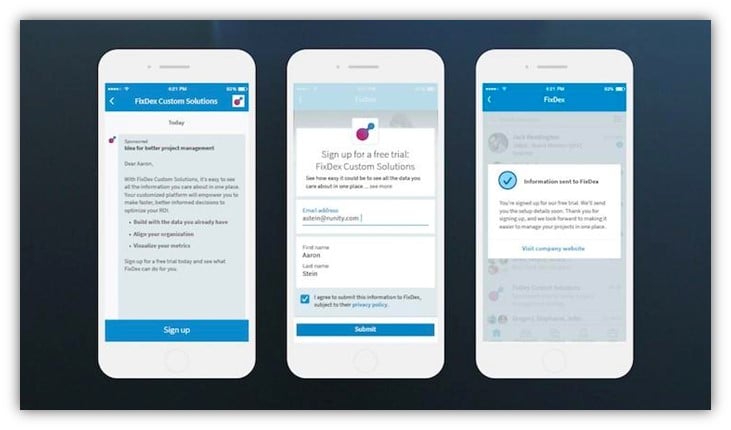 6:21 PM
82%
FixDex Custom Solutions
Today
Sponsored
Idea for better project management
Dear Aaron,
With FixDex Custom Solutions, it's easy to see
all the information you care about in one place.
Your customized platform will empower you to
make faster, better informed decisions to
optimize your ROI.
• Build with the data you already have
• Align your organization
• Visualize your metrics
Sign up for a free trial today and see what
FixDex can do for you.
Sign up
6:21 PM
FixDex
Sign up for a free trial:
FixDex Custom Solutions
See how easy it could be to see all the data you
care about in one place ... see more
Email address
astein@runity.com
First name
Aaron
Last name
Stein
I agree to submit this information to FixDex,
subject to their privacy policy.
Submit
6:21 PM
82%
FixDex
Information sent to FixDex
You're signed up for our free trial. We'll send
you the setup details soon. Thank you for
signing up, and we look forward to making it
easier to manage your projects in one place.
Visit company website
FixDex Custom Solutions